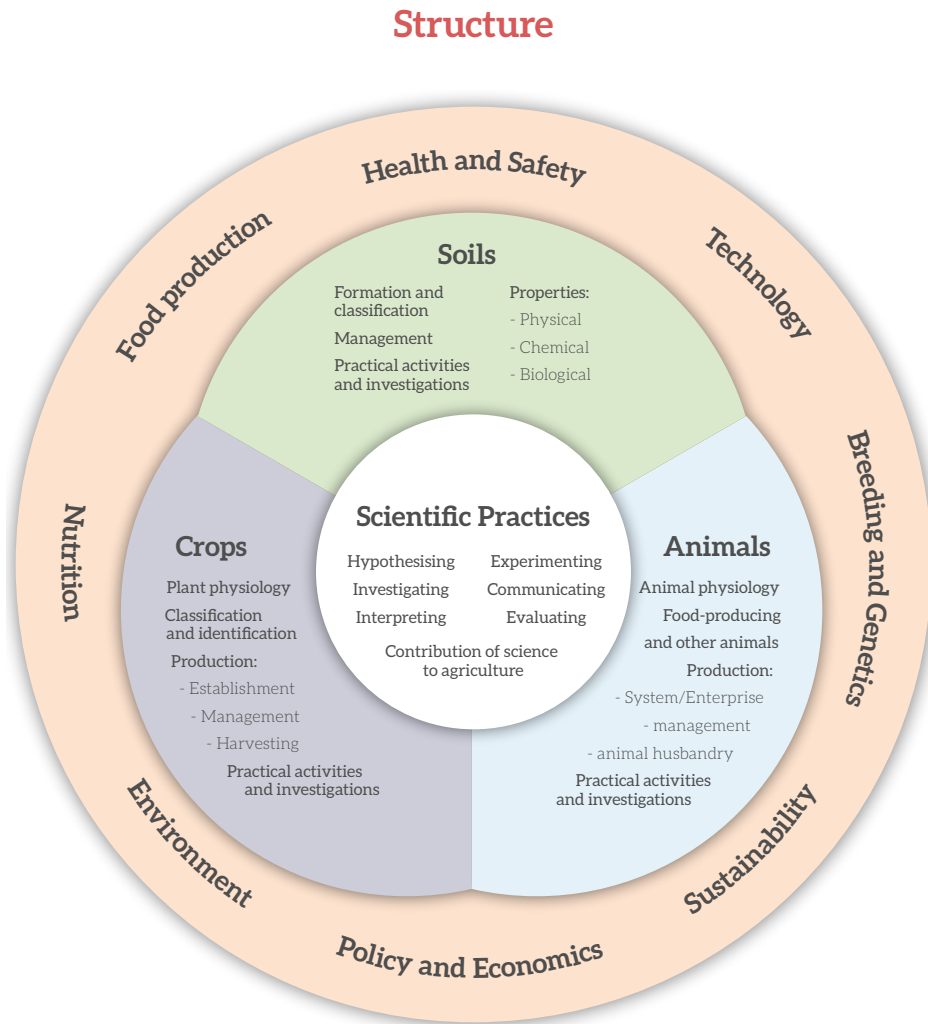 Structure
Health and Safety
Food production
Technology
Nutrition
Breeding and Genetics
Environment
Sustainability
Policy and Economics
Soils
Formation and
classification
Management
Practical activities
and investigations
Properties:
- Physical
- Chemical
- Biological
Scientific Practices
Hypothesising
Experimenting
Investigating
Communicating
Interpreting
Evaluating
Contribution of science
to agriculture
Crops
Plant physiology
Classification
and identification
Production:
- Establishment
- Management
- Harvesting
Practical activities
and investigations
Animals
Animal physiology
Food-producing
and other animals
Production:
- System/Enterprise
- management
- animal husbandry
Practical activities
and investigations